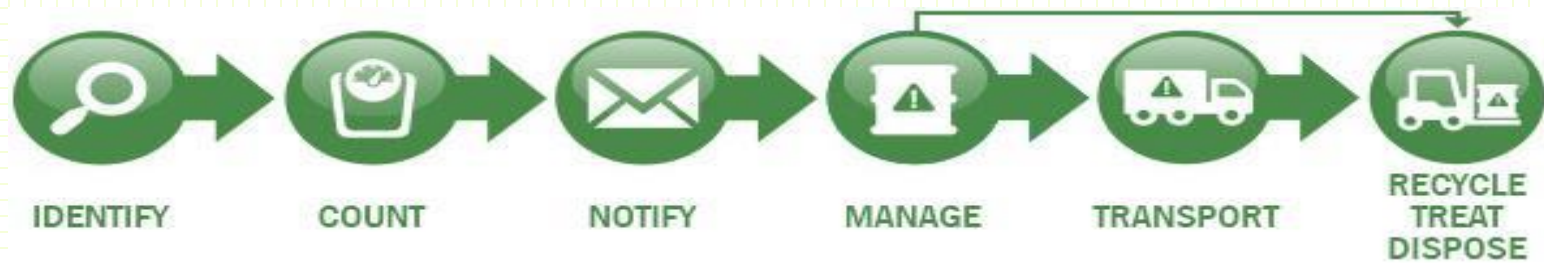 IDENTIFY
COUNT
NOTIFY
MANAGE
TRANSPORT
RECYCLE
TREAT
DISPOSE